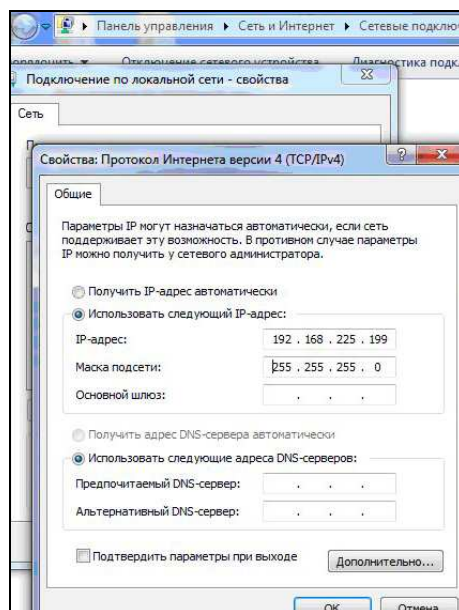 Панель управления ▸ Сеть и Интернет ▸ Сетевые
Отключение сетевого устройства Диагностика
Подключение по локальной сети - свойства
Сеть
Свойства: Протокол Интернета версии 4 (TCP/IPv4)
Общие
Параметры IP могут назначаться автоматически, если сеть
поддерживает эту возможность. В противном случае параметры
IP можно получить у сетевого администратора.
Получить IP-адрес автоматически
Использовать следующий IP-адрес:
IP-адрес: 192 . 168 . 225 . 199
Маска подсети: 255 . 255 . 255 . 0
Основной шлюз: . . .
Получить адрес DNS-сервера автоматически
Использовать следующие адреса DNS-серверов:
Предпочитаемый DNS-сервер: . . .
Альтернативный DNS-сервер: . . .
Подтвердить параметры при выходе
Дополнительно...
OK Отмена